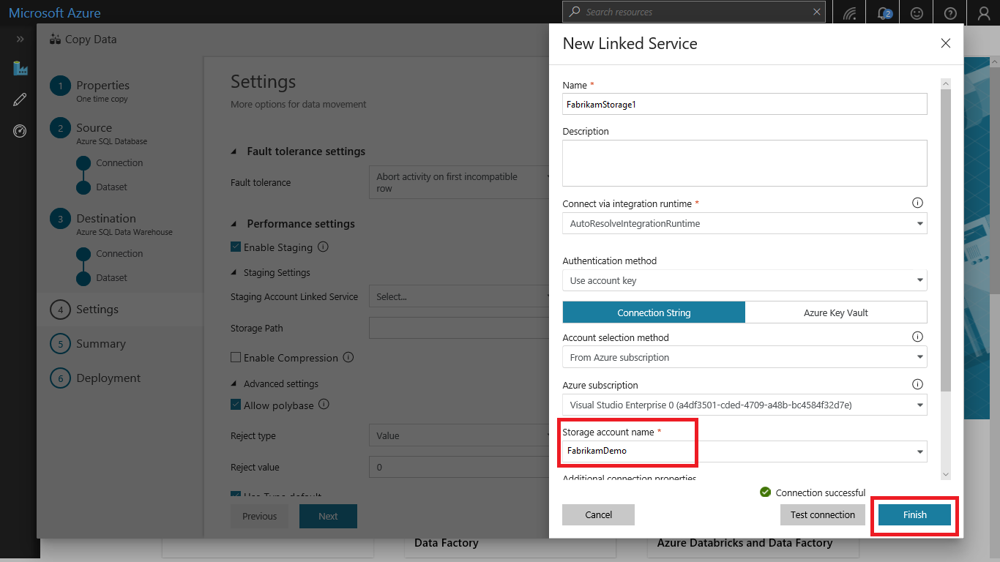 Microsoft Azure
Search resources
2
Copy Data
1 Properties
One time copy
2 Source
Azure SQL Database
Connection
Dataset
3 Destination
Azure SQL Data Warehouse
Connection
Dataset
4 Settings
5 Summary
6 Deployment
Settings
More options for data movement
Fault tolerance settings
Fault tolerance
Abort activity on first incompatible
row
Performance settings
Enable Staging
Staging Settings
Staging Account Linked Service
Select...
Storage Path
Enable Compression
Advanced settings
Allow polybase
Reject type
Value
Reject value
0
Use Type default
Previous
Next
New Linked Service
Name *
FabrikamStorage1
Description
Connect via integration runtime *
AutoResolveIntegrationRuntime
Authentication method
Use account key
Connection String
Azure Key Vault
Account selection method
From Azure subscription
Azure subscription
Visual Studio Enterprise 0 (a4df3501-cded-4709-a48b-bc4584f32d7e)
Storage account name *
FabrikamDemo
Additional connection properties
Connection successful
Cancel
Test connection
Finish
Data Factory
Azure Databricks and Data Factory